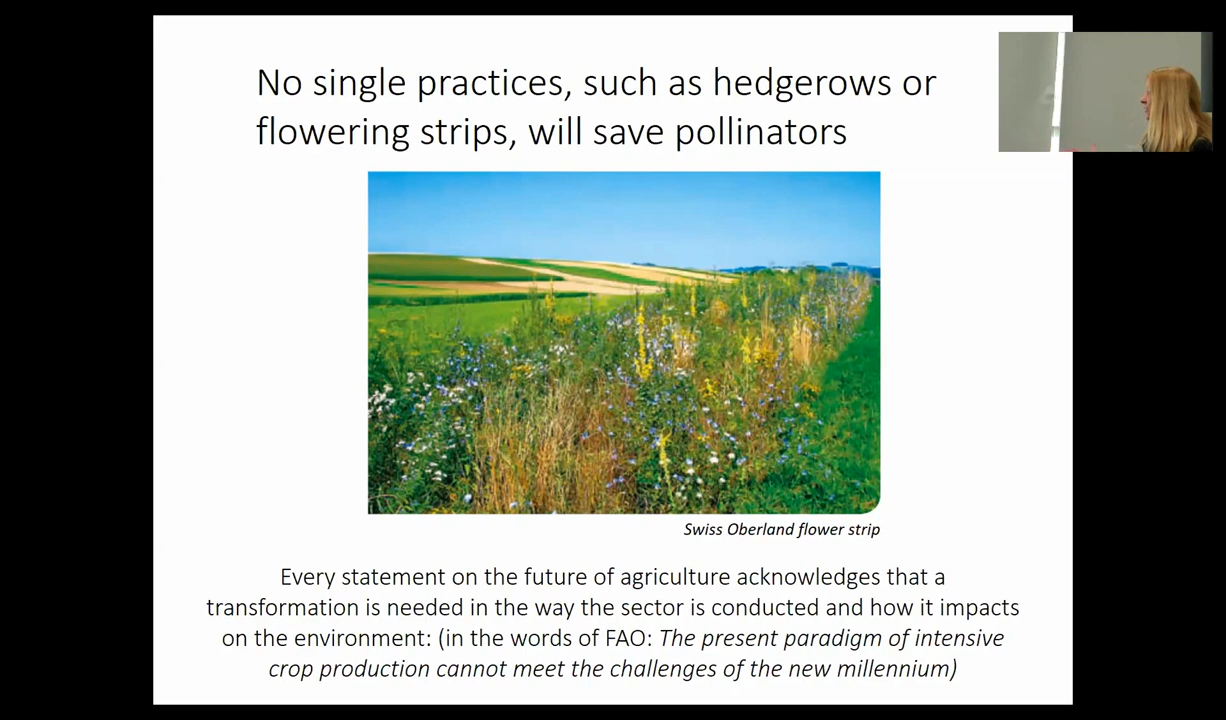 No single practices, such as hedgerows or
flowering strips, will save pollinators
Swiss Oberland flower strip
Every statement on the future of agriculture acknowledges that a
transformation is needed in the way the sector is conducted and how it impacts
on the environment: (in the words of FAO: The present paradigm of intensive
crop production cannot meet the challenges of the new millennium)